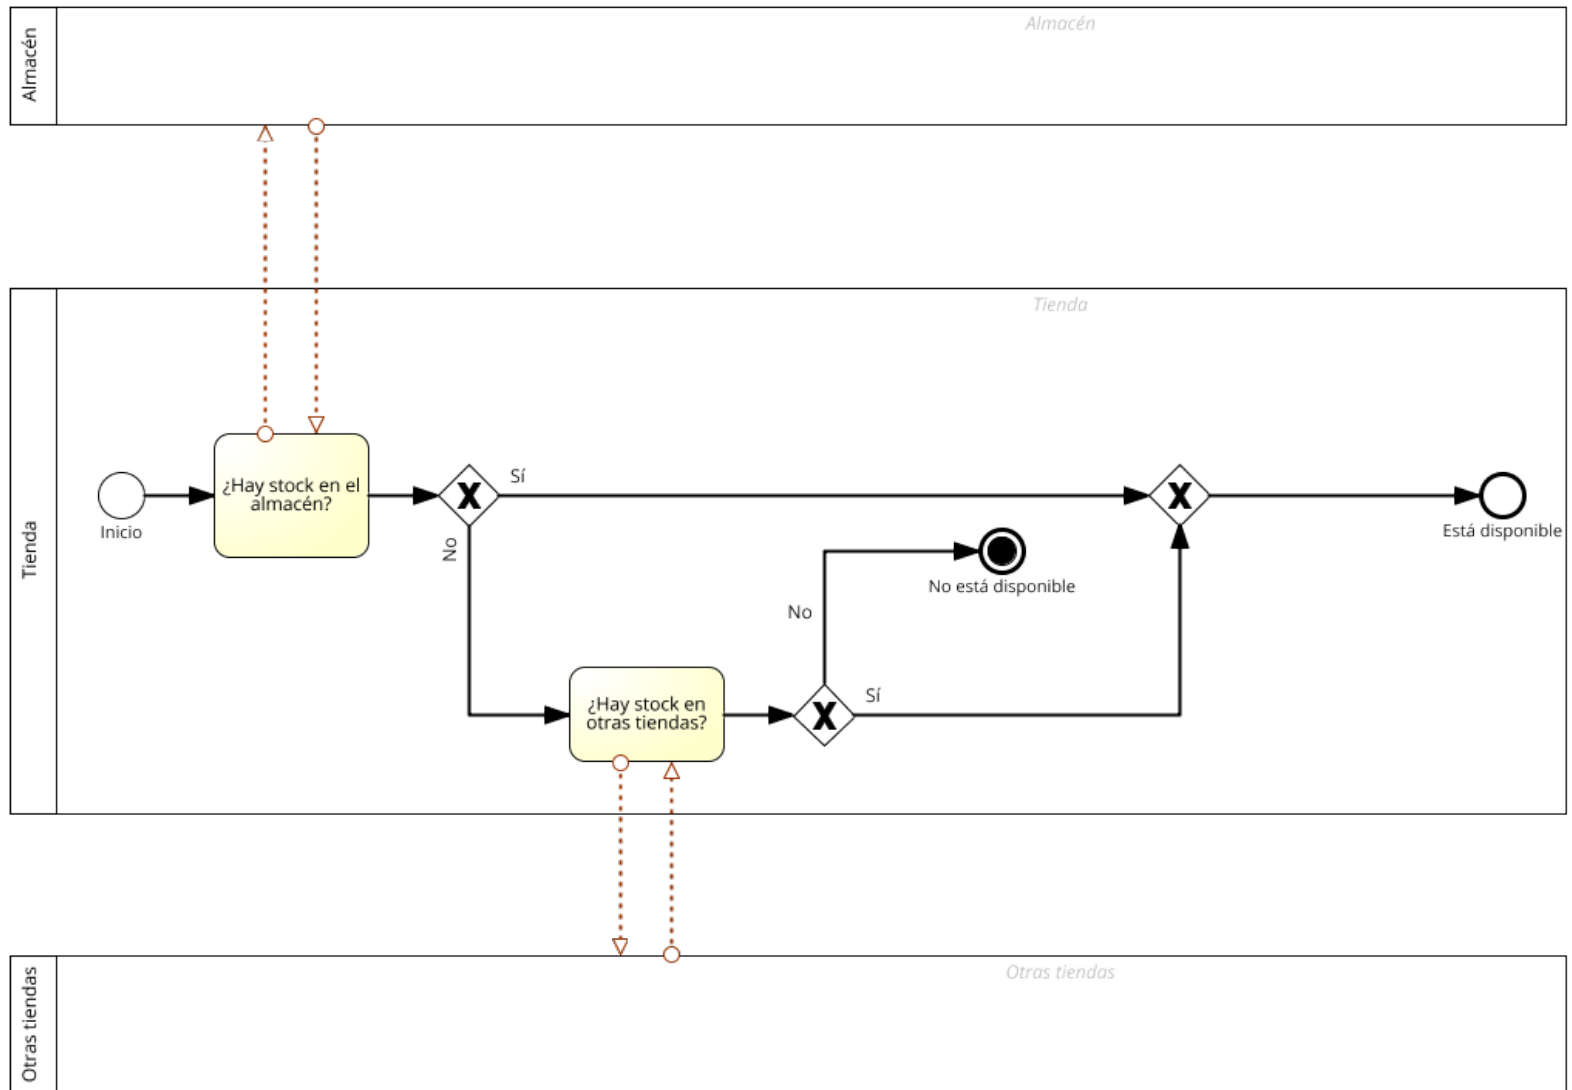 Almacén
Almacén
Tienda
Tienda
Inicio
¿Hay stock en el
almacén?
Sí
No
¿Hay stock en
otras tiendas?
No
Sí
No está disponible
Está disponible
Otras tiendas
Otras tiendas